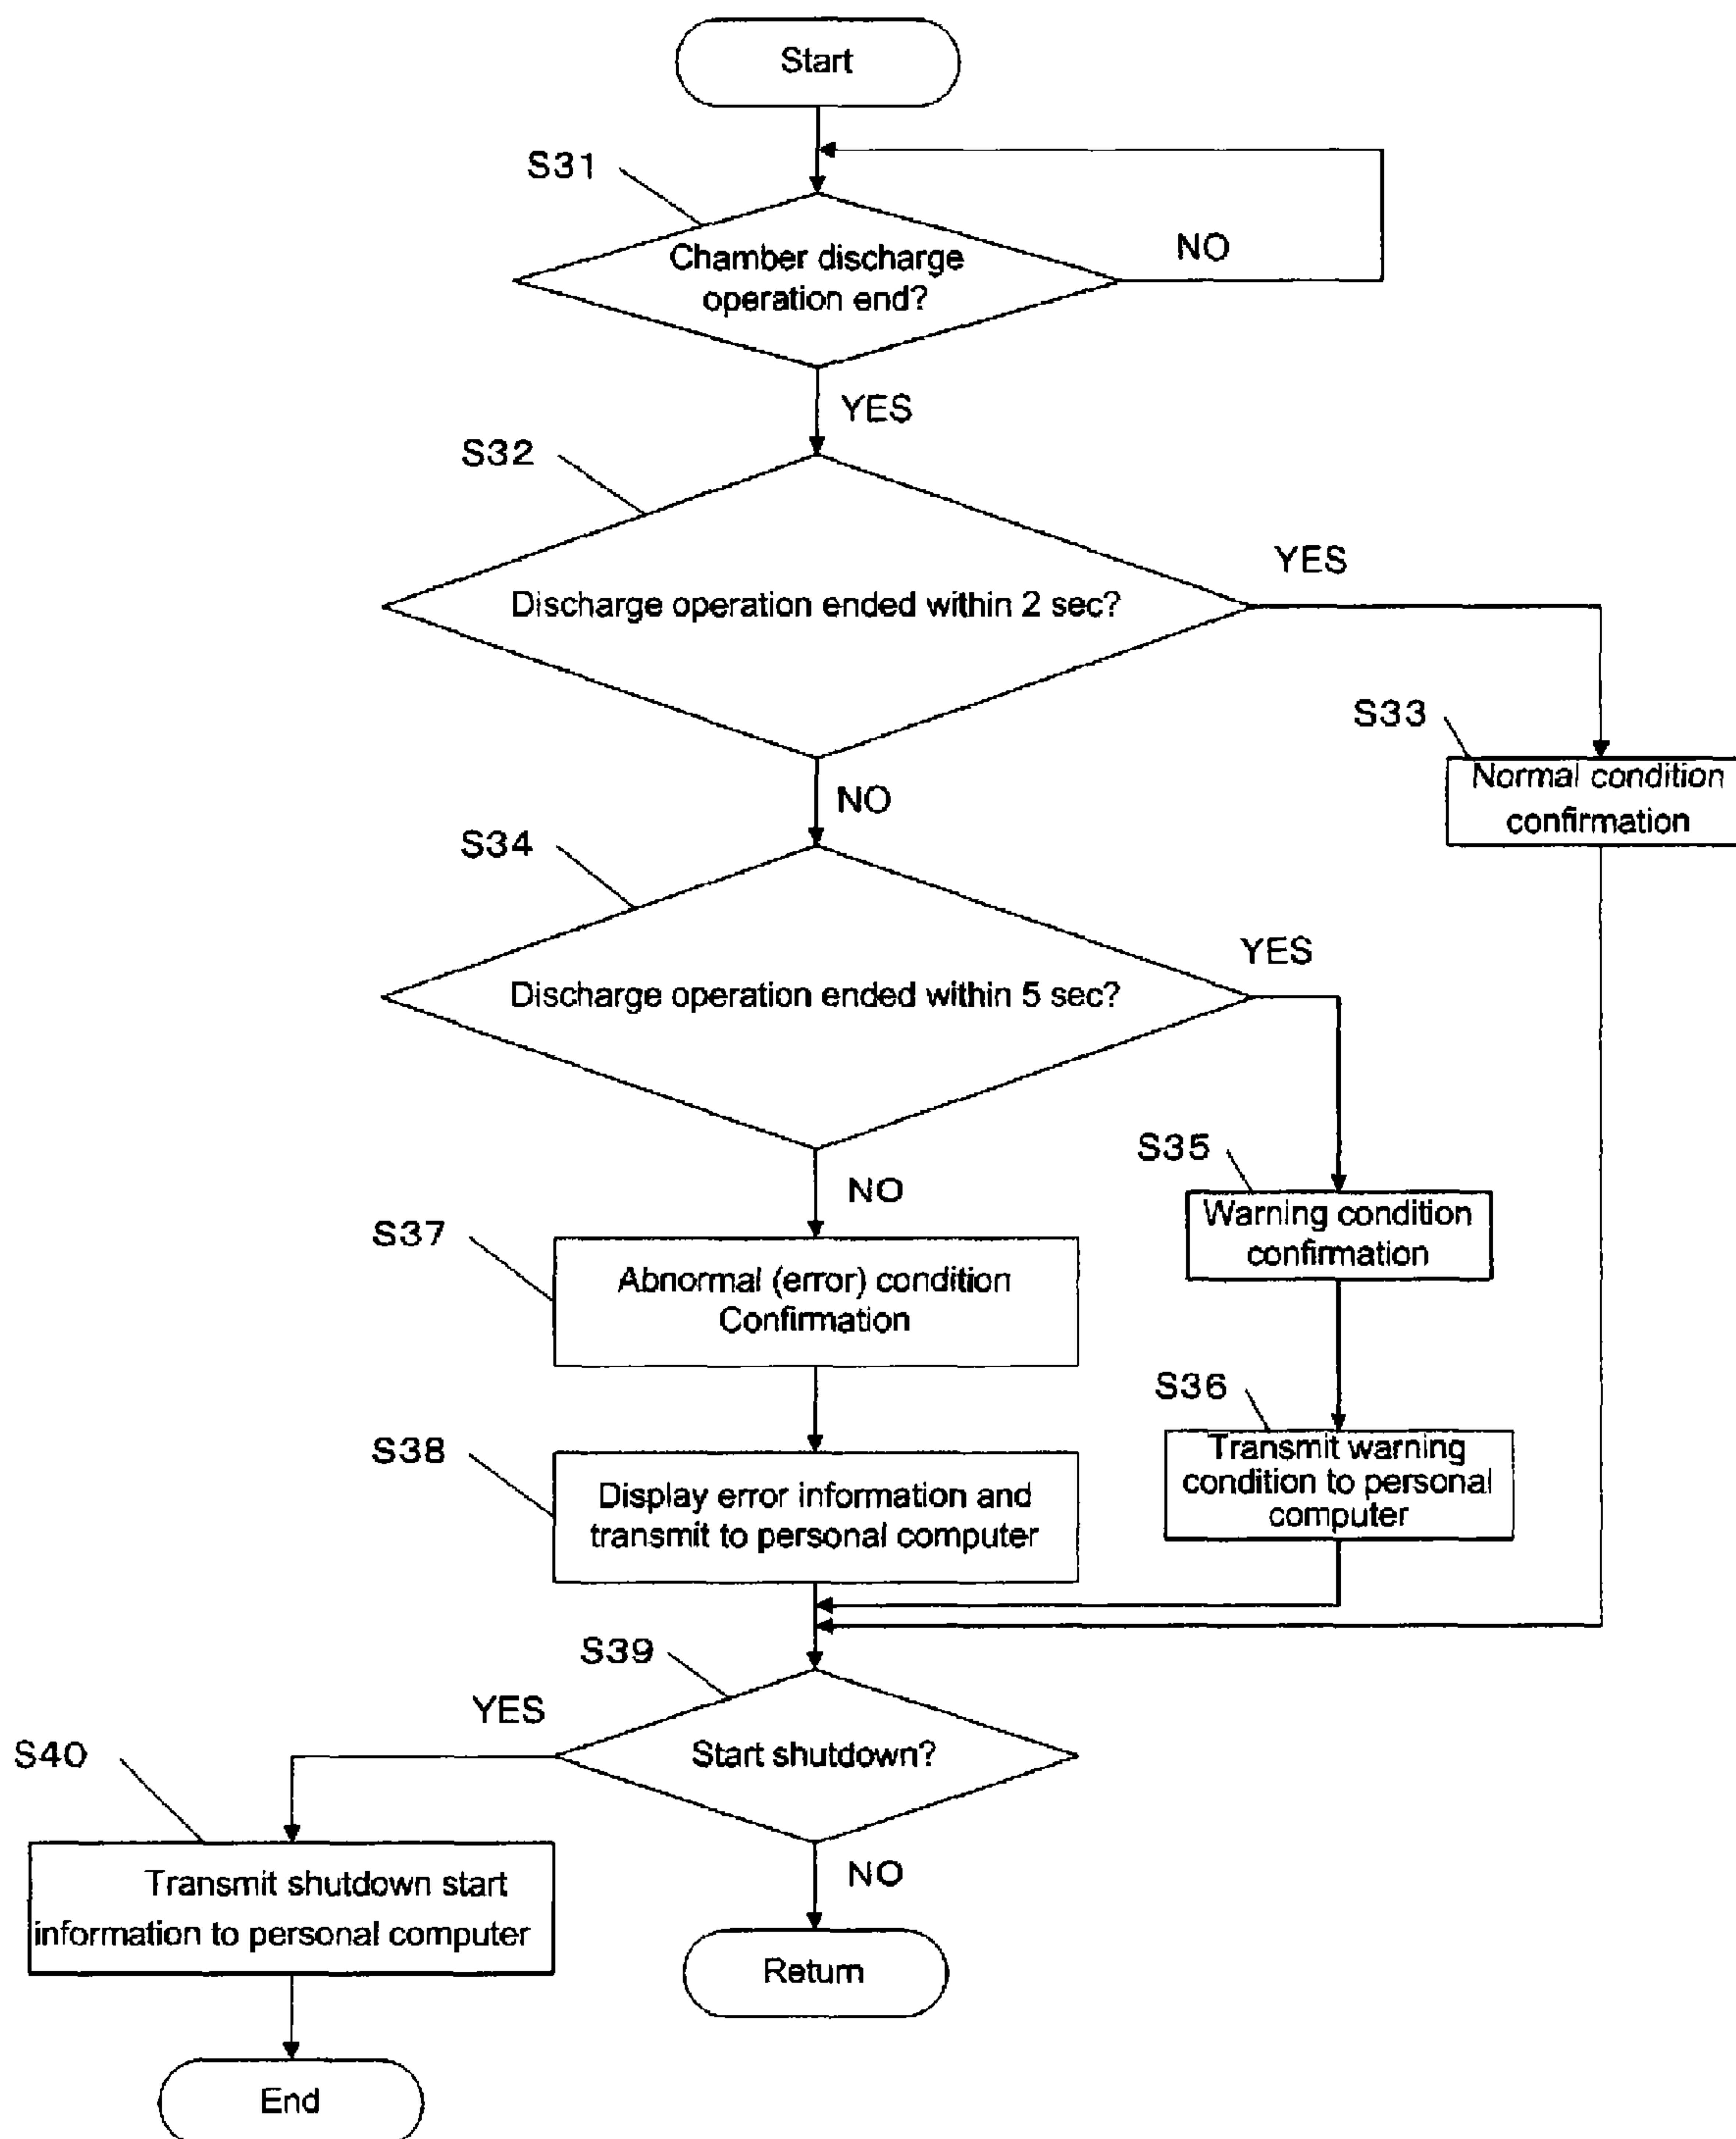 Start
S31
Chamber discharge
operation end?
NO
YES
S32
Discharge operation ended within 2 sec?
YES
S33
Normal condition
confirmation
NO
S34
Discharge operation ended within 5 sec?
YES
S35
Warning condition
confirmation
NO
S37
Abnormal (error) condition
Confirmation
S36
Transmit warning
condition to personal
computer
S38
Display error information and
transmit to personal computer
S39
Start shutdown?
YES
S40
Transmit shutdown start
information to personal computer
NO
Return
End